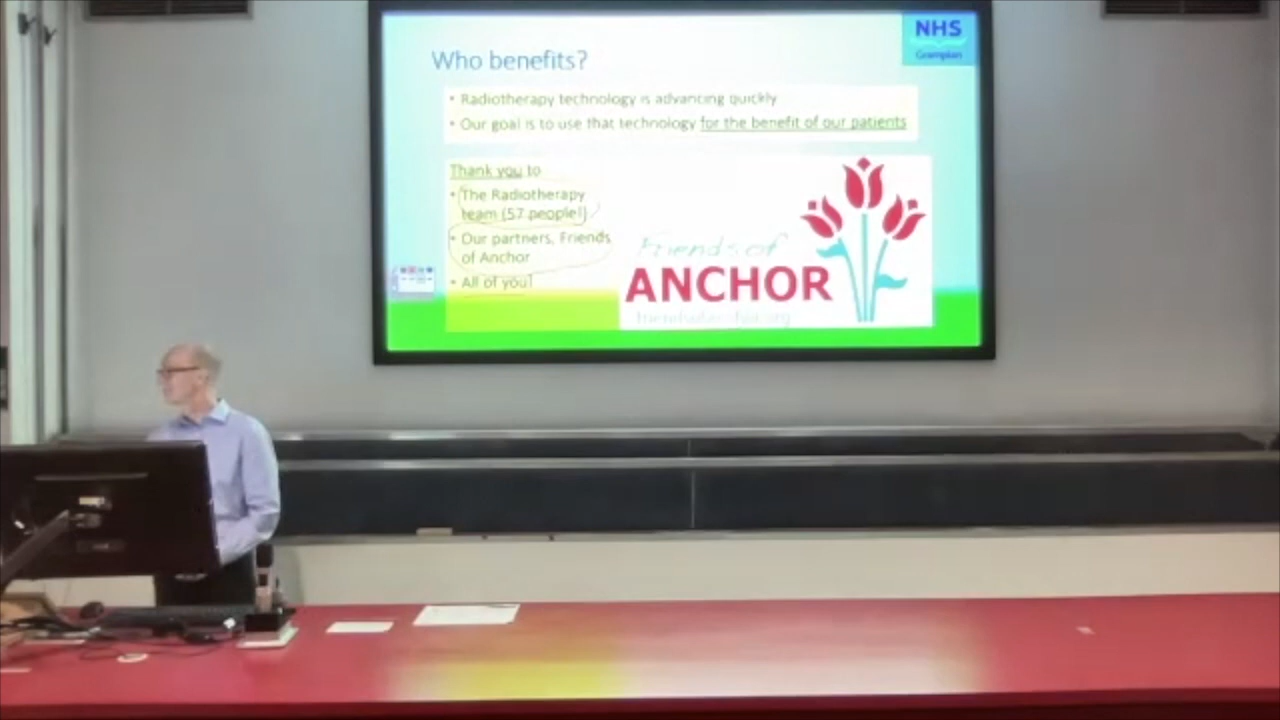 NHS
Grampian
Who benefits?
• Radiotherapy technology is advancing quickly
• Our goal is to use that technology for the benefit of our patients
Thank you to
• The Radiotherapy
team (57 people!)
• Our partners, Friends
of Anchor
• All of you!
Friends of
ANCHOR